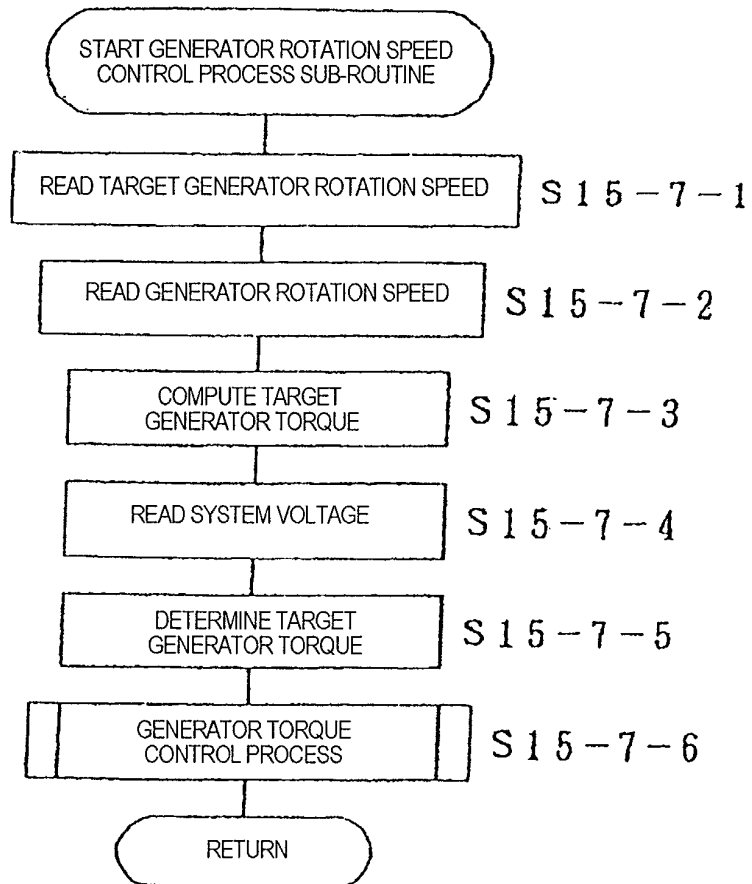 START GENERATOR ROTATION SPEED
CONTROL PROCESS SUB-ROUTINE
READ TARGET GENERATOR ROTATION SPEED
S15-7-1
READ GENERATOR ROTATION SPEED
S15-7-2
COMPUTE TARGET
GENERATOR TORQUE
S15-7-3
READ SYSTEM VOLTAGE
S15-7-4
DETERMINE TARGET
GENERATOR TORQUE
S15-7-5
GENERATOR TORQUE
CONTROL PROCESS
S15-7-6
RETURN